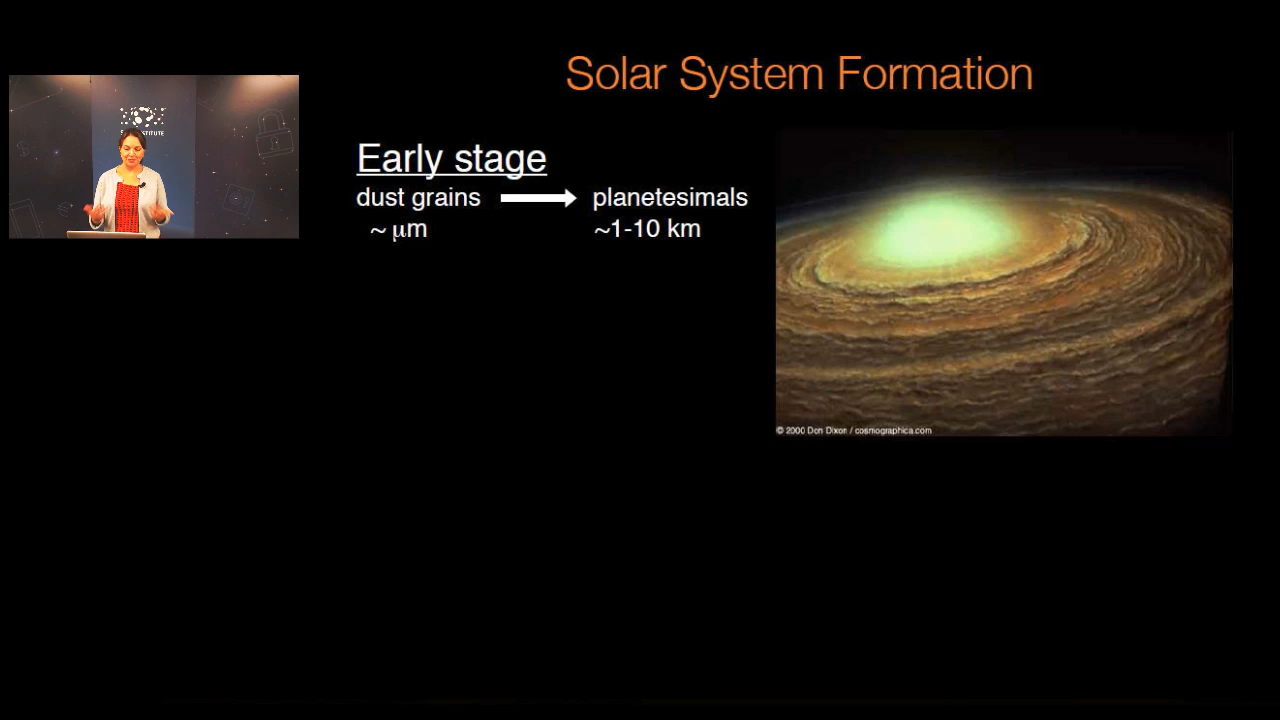 Solar System Formation
Early stage
dust grains planetesimals
~ μm ~1-10 km
© 2000 Don Dixon / cosmographica.com